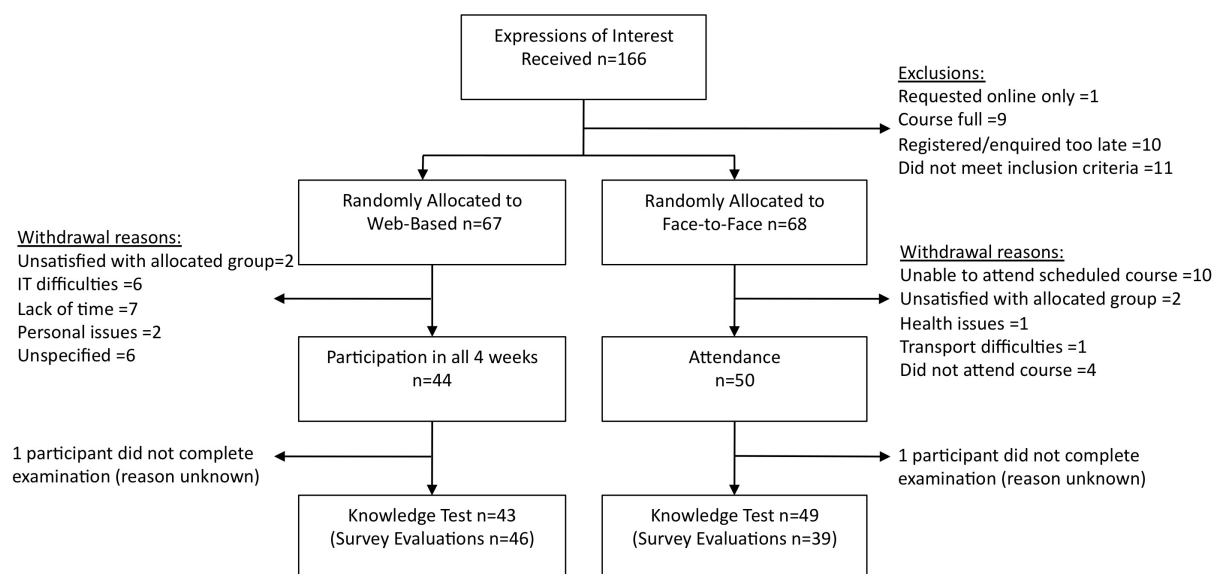 Expressions of Interest
Received n=166
Exclusions:
Requested online only =1
Course full =9
Registered/enquired too late =10
Did not meet inclusion criteria =11
Randomly Allocated to
Web-Based n=67
Randomly Allocated to
Face-to-Face n=68
Withdrawal reasons:
Unsatisfied with allocated group=2
IT difficulties =6
Lack of time =7
Personal issues =2
Unspecified =6
Withdrawal reasons:
Unable to attend scheduled course =10
Unsatisfied with allocated group =2
Health issues =1
Transport difficulties =1
Did not attend course =4
Participation in all 4 weeks
n=44
Attendance
n=50
1 participant did not complete
examination (reason unknown)
1 participant did not complete
examination (reason unknown)
Knowledge Test n=43
(Survey Evaluations n=46)
Knowledge Test n=49
(Survey Evaluations n=39)